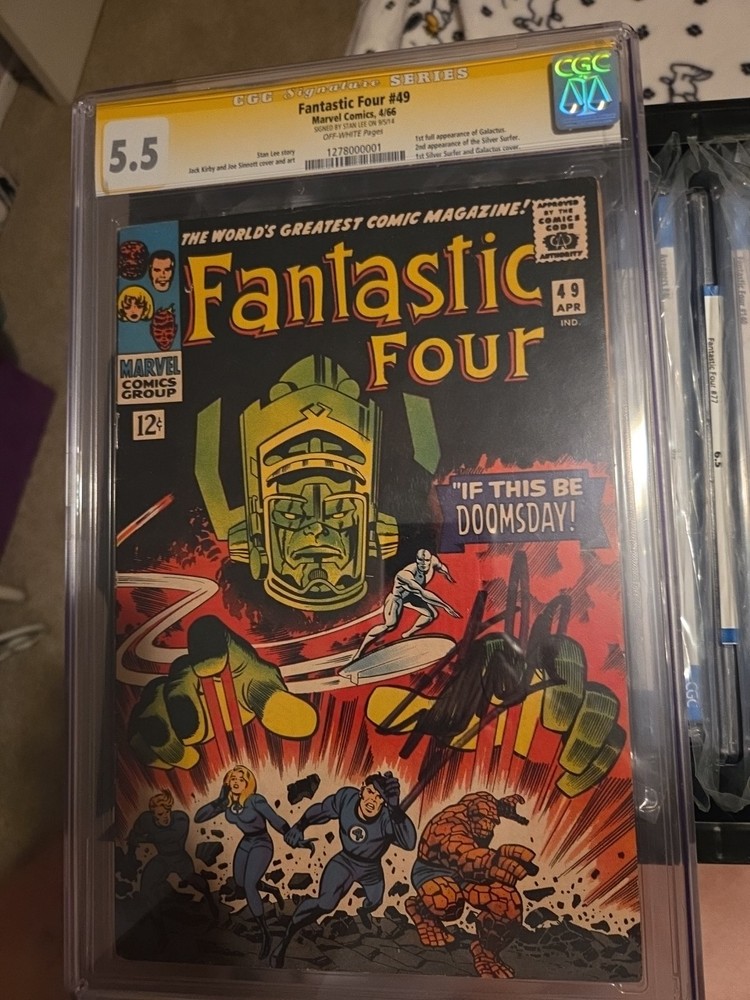 CGC Signature SERIES
CGC
5.5
Fantastic Four #49
Marvel Comics, 4/66
SIGNED BY STAN LEE ON 9/5/14
OFF-WHITE Pages
Stan Lee story
Jack Kirby and Joe Sinnott cover and art
1278000001
1st full appearance of Galactus.
2nd appearance of the Silver Surfer.
1st Silver Surfer and Galactus cover.
THE WORLD'S GREATEST COMIC MAGAZINE!
APPROVED
BY THE
COMICS
CODE
AUTHORITY
Fantastic
Four
49
APR
IND.
MARVEL
COMICS
GROUP
12¢
"IF THIS BE
DOOMSDAY!
Fantastic Four #77
6.5
CGC